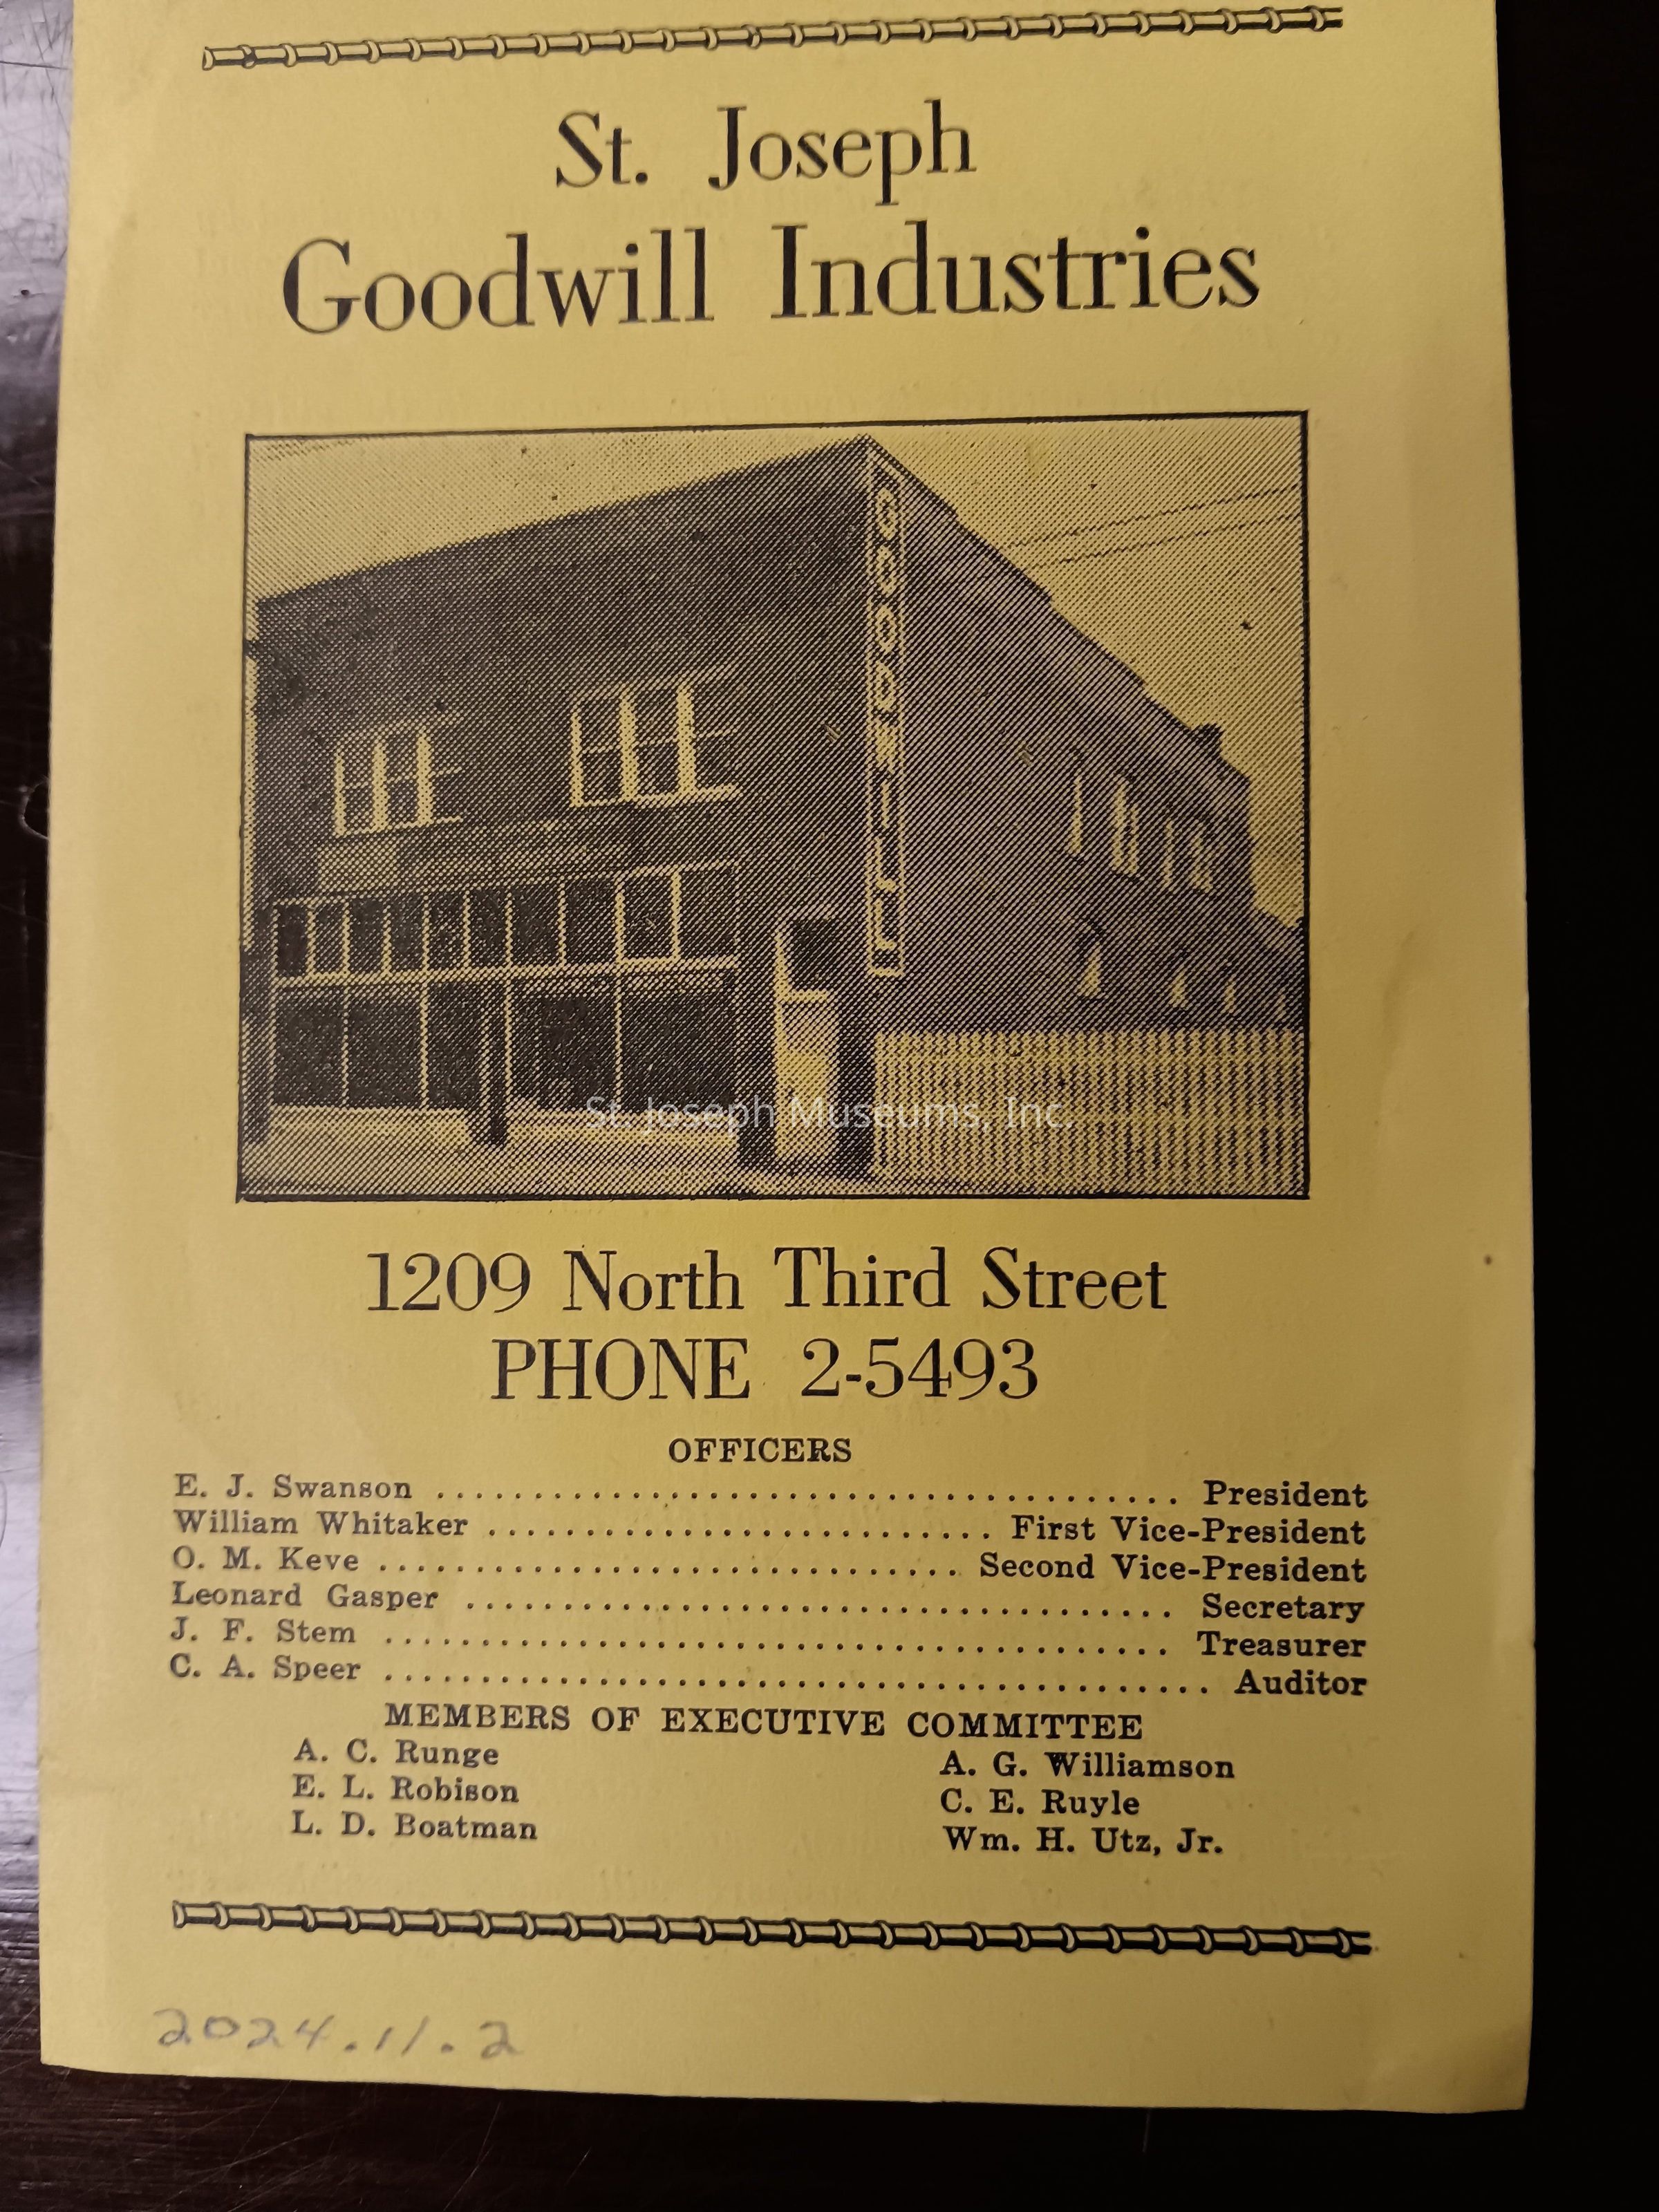 St. Joseph
Goodwill Industries
GOODWILL
St. Joseph Museums, Inc.
1209 North Third Street
PHONE 2-5493
OFFICERS
E. J. Swanson ........................................ President
William Whitaker ........................... First Vice-President
O. M. Keve ............................... Second Vice-President
Leonard Gasper ...................................... Secretary
J. F. Stem .......................................... Treasurer
C. A. Speer ............................................ Auditor
MEMBERS OF EXECUTIVE COMMITTEE
A. C. Runge A. G. Williamson
E. L. Robison C. E. Ruyle
L. D. Boatman Wm. H. Utz, Jr.
2024.11.2